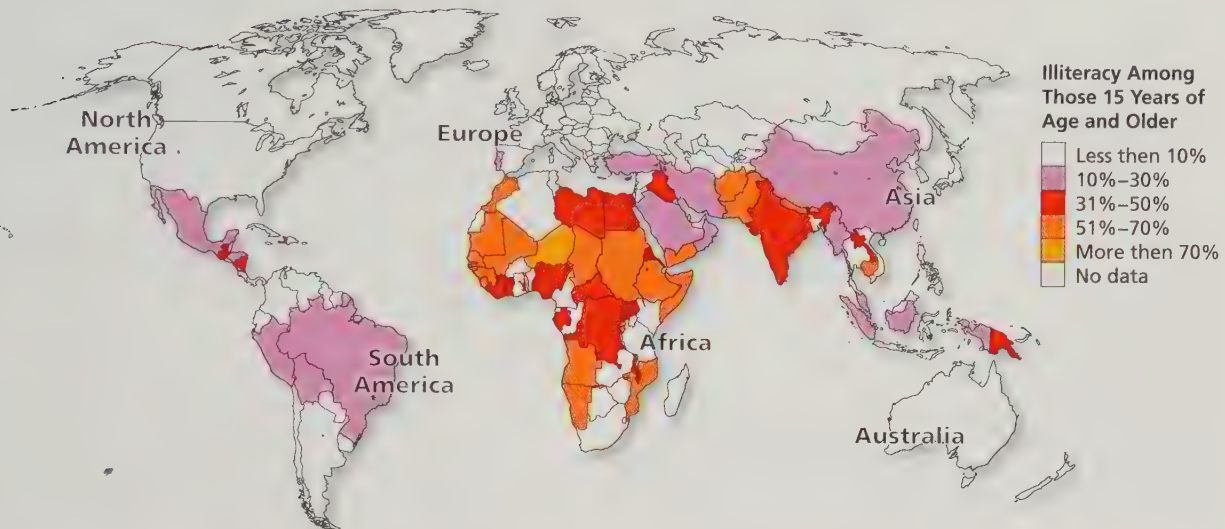 North
America
Europe
Asia
Africa
South
America
Australia
Illiteracy Among
Those 15 Years of
Age and Older
Less then 10%
10%–30%
31%–50%
51%–70%
More then 70%
No data